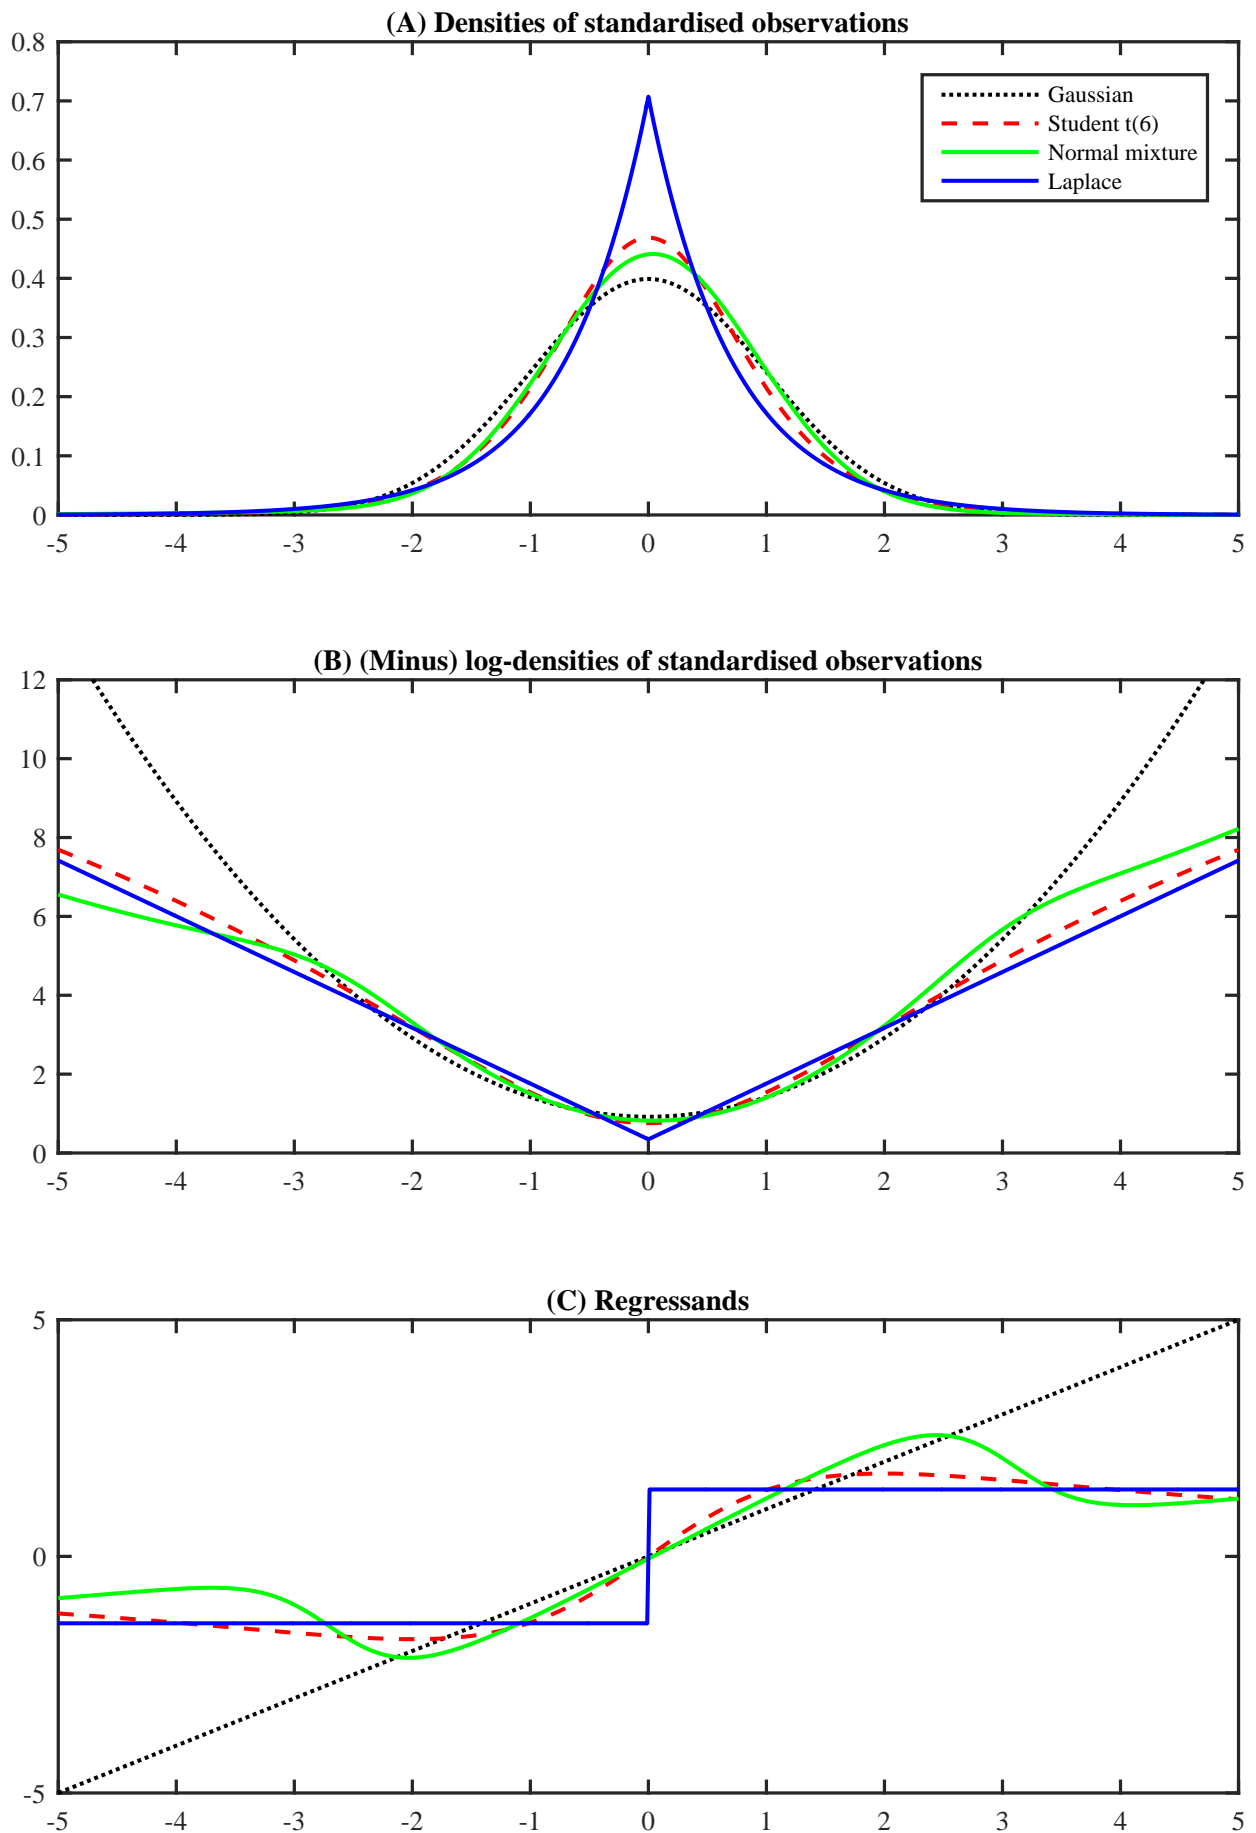 (A) Densities of standardised observations
0.8
0.7
0.6
0.5
0.4
0.3
0.2
0.1
0
Gaussian
Student t(6)
Normal mixture
Laplace
-5 -4 -3 -2 -1 0 1 2 3 4 5
(B) (Minus) log-densities of standardised observations
12
10
8
6
4
2
0
-5 -4 -3 -2 -1 0 1 2 3 4 5
(C) Regressands
5
0
-5
-5 -4 -3 -2 -1 0 1 2 3 4 5